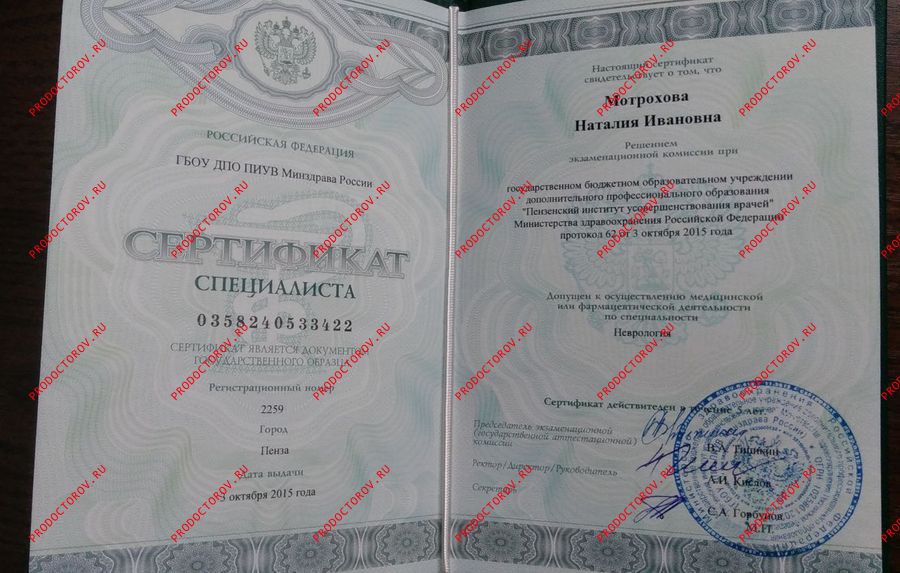 РОССИЙСКАЯ ФЕДЕРАЦИЯ
ГБОУ ДПО ПИУВ Минздрава России
СЕРТИФИКАТ
СПЕЦИАЛИСТА
0358240533422
СЕРТИФИКАТ ЯВЛЯЕТСЯ ДОКУМЕНТОМ
ГОСУДАРСТВЕННОГО ОБРАЗЦА
Регистрационный номер
2259
Город
Пенза
Дата выдачи
3 октября 2015 года
Настоящий сертификат
свидетельствует о том, что
Мотрохова
Наталия Ивановна
Решением
экзаменационной комиссии при
государственном бюджетном образовательном учреждении
дополнительного профессионального образования
"Пензенский институт усовершенствования врачей"
Министерства здравоохранения Российской Федерации
протокол 62 от 3 октября 2015 года
Допущен к осуществлению медицинской
или фармацевтической деятельности
по специальности
Неврология
Сертификат действителен в течение 5 лет.
Председатель экзаменационной
(государственной аттестационной)
комиссии
В.А. Тишкин
Ректор/Директор/Руководитель
А.И. Кислов
Секретарь
С.А. Горбунов
М.П.
PRODOCTOROV.RU